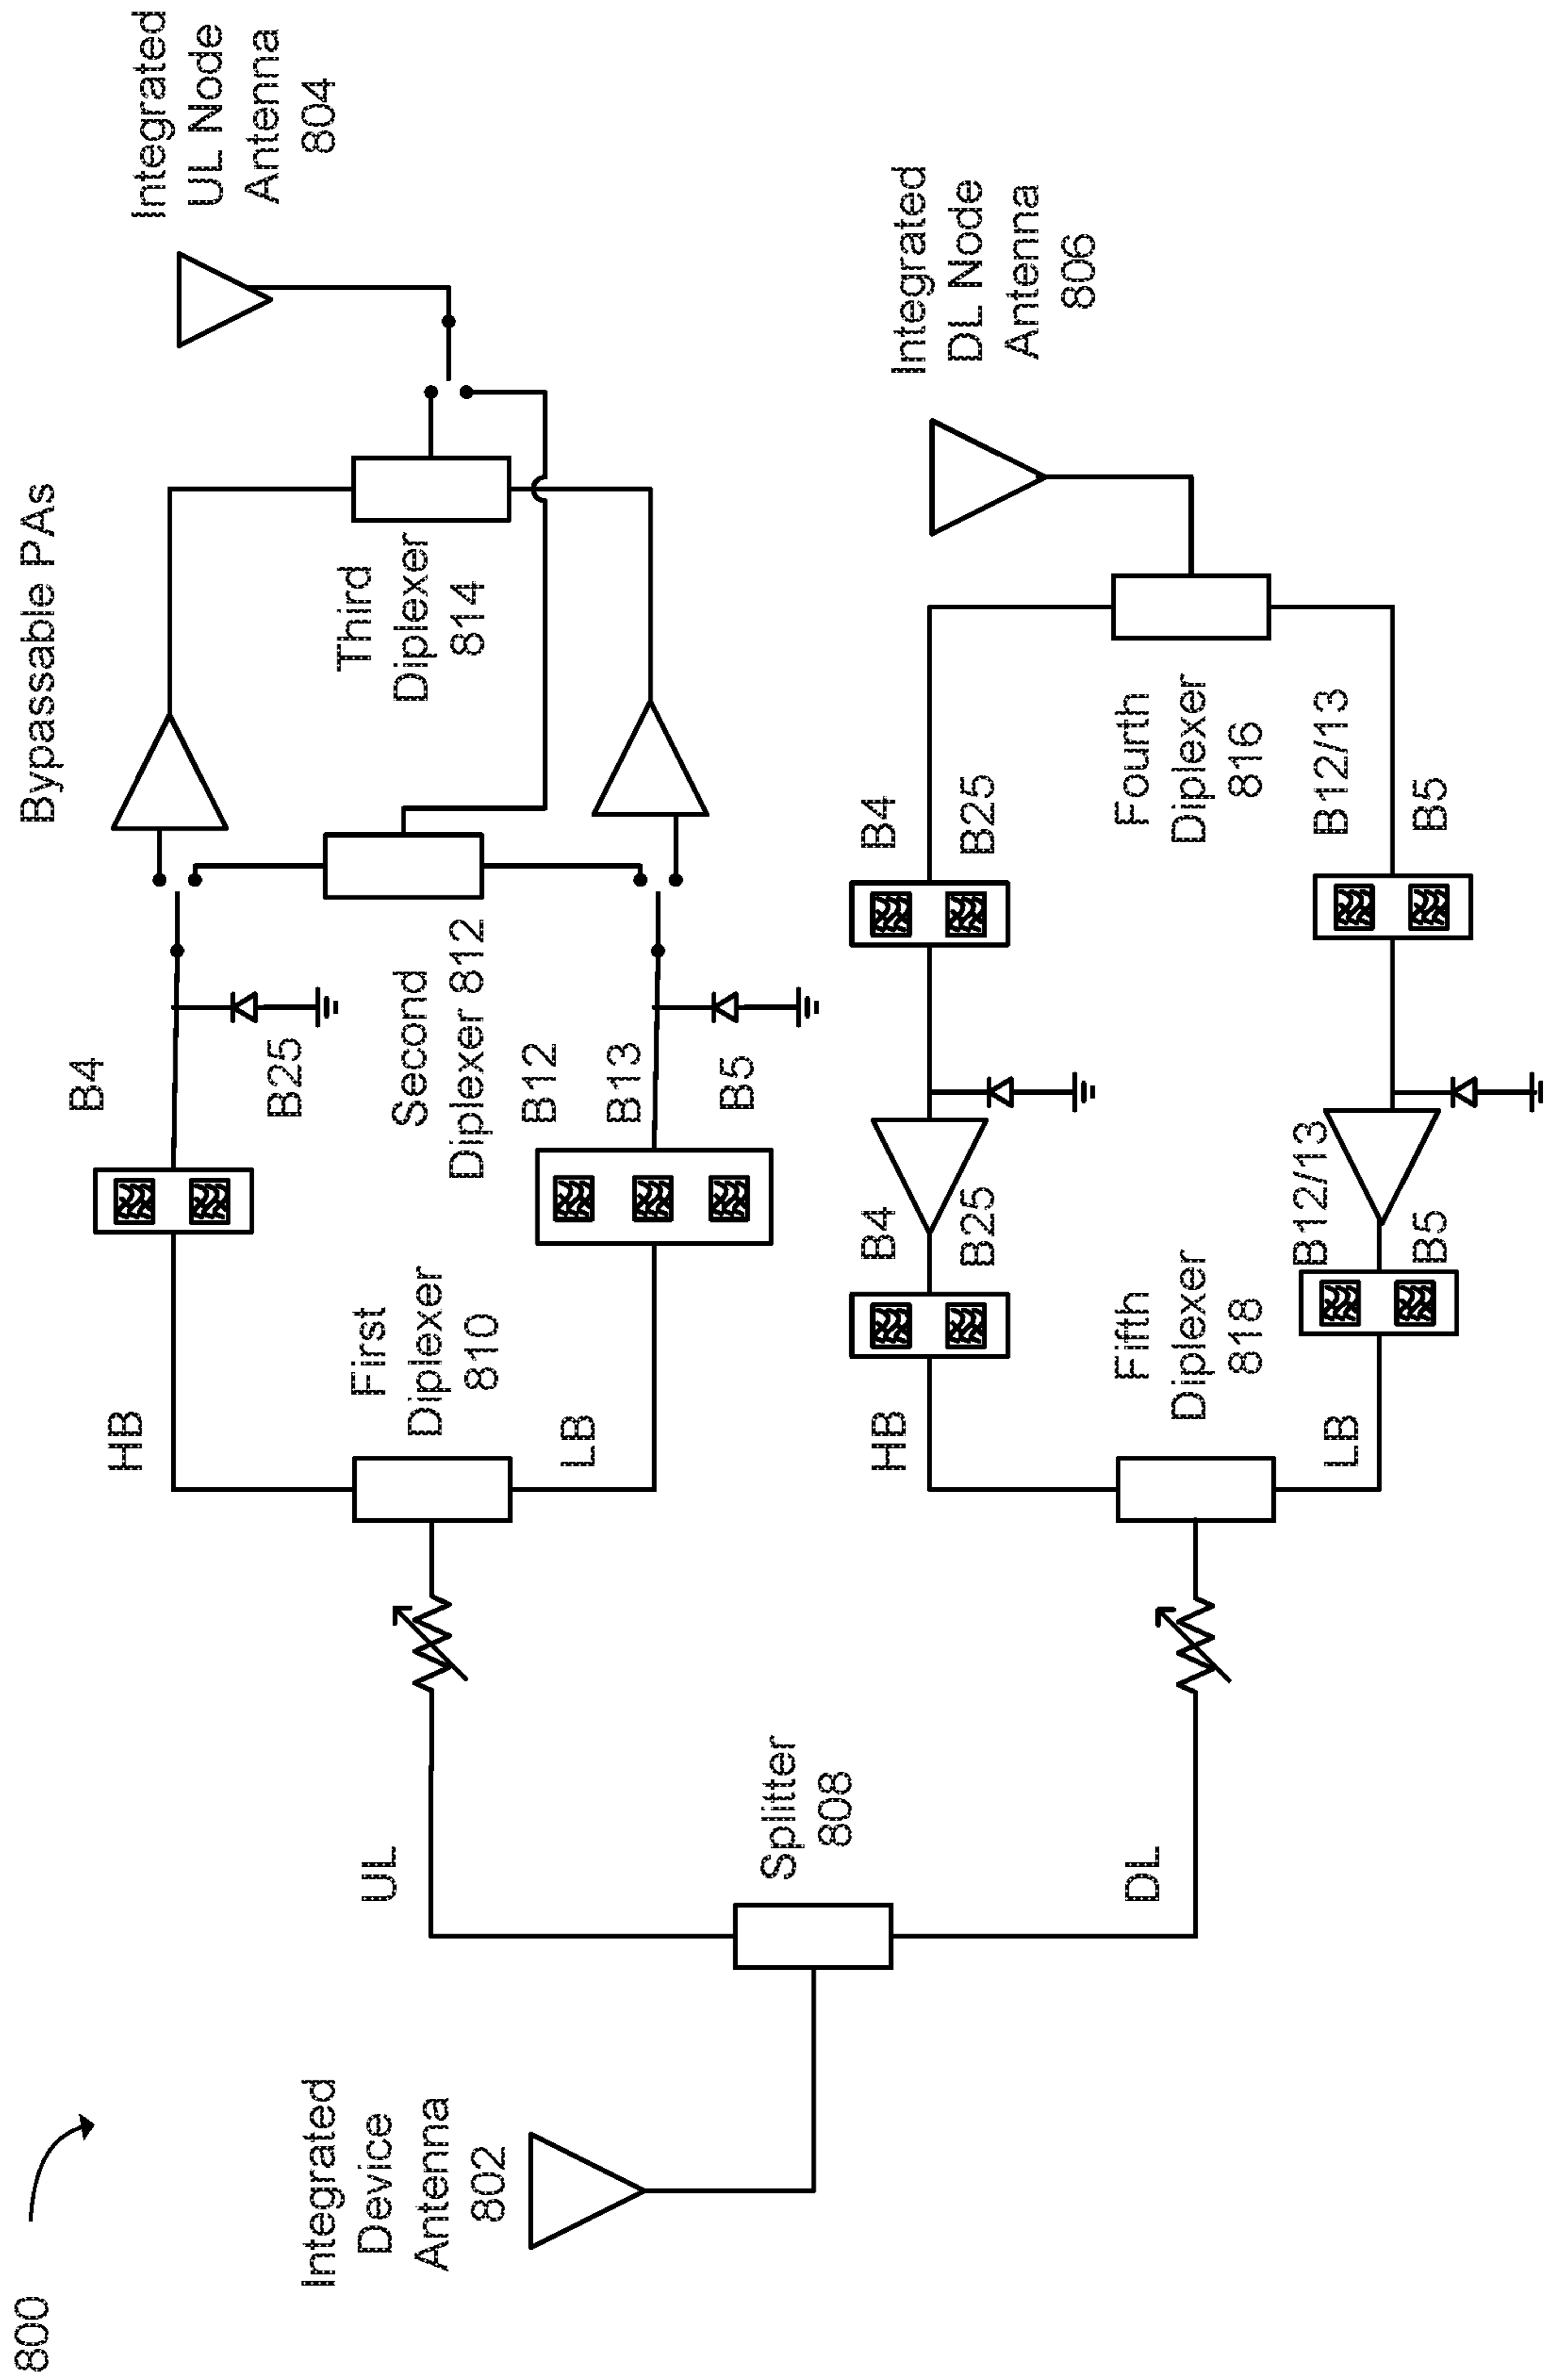 800
Integrated
Device
Antenna
802
Splitter
808
UL
DL
HB
LB
First
Diplexer
810
B4
B25
B12
B13
B5
Second
Diplexer 812
Bypassable PAs
Third
Diplexer
814
Integrated
UL Node
Antenna
804
HB
LB
Fifth
Diplexer
818
B4
B25
B12/13
B5
B4
B25
B12/13
B5
Fourth
Diplexer
816
Integrated
DL Node
Antenna
806